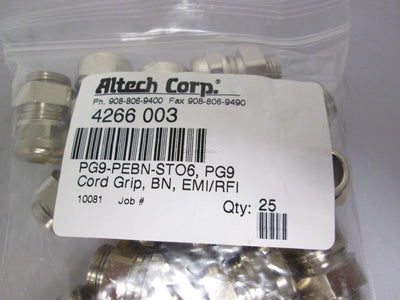 Altech Corp.®
Ph. 908-806-9400 Fax 908-806-9490
4266 003
PG9-PEBN-STO6, PG9
Cord Grip, BN, EMI/RFI
10081 Job # Qty: 25